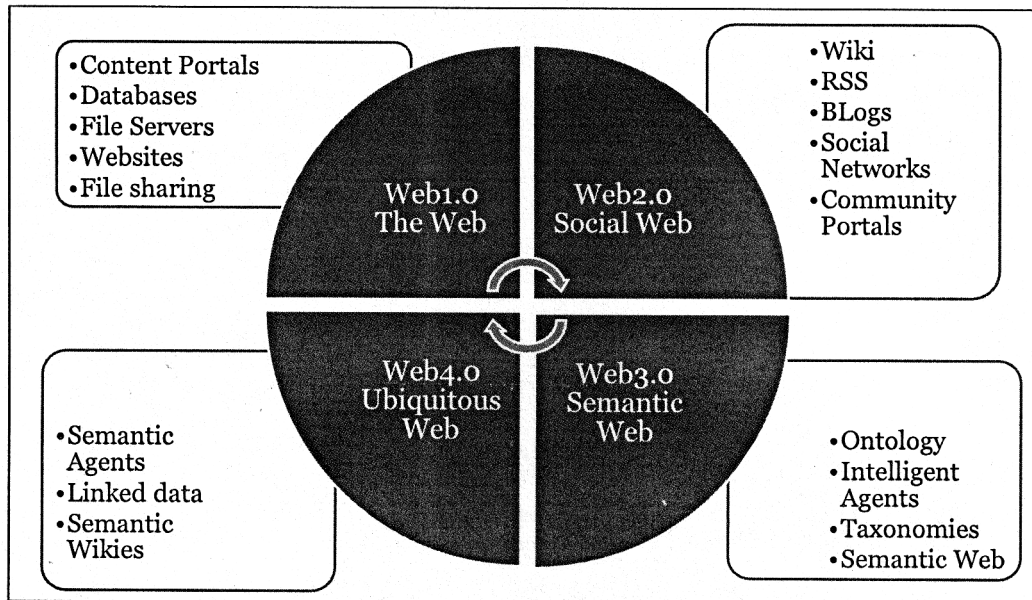 •Content Portals
•Databases
•File Servers
•Websites
•File sharing
Web1.0
The Web
Web2.0
Social Web
•Wiki
•RSS
•BLogs
•Social
Networks
•Community
Portals
Web4.0
Ubiquitous
Web
Web3.0
Semantic
Web
•Semantic
Agents
•Linked data
•Semantic
Wikies
•Ontology
•Intelligent
Agents
•Taxonomies
•Semantic Web